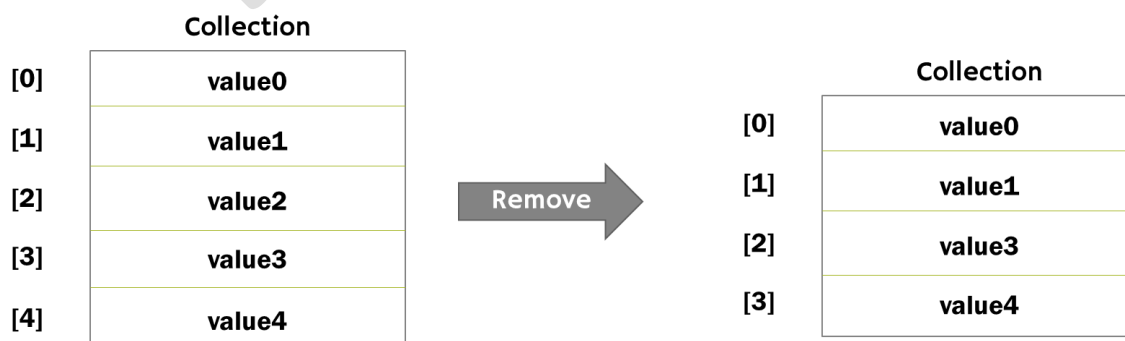 Collection
[0] value0
[1] value1
[2] value2
[3] value3
[4] value4
Remove
Collection
[0] value0
[1] value1
[2] value3
[3] value4